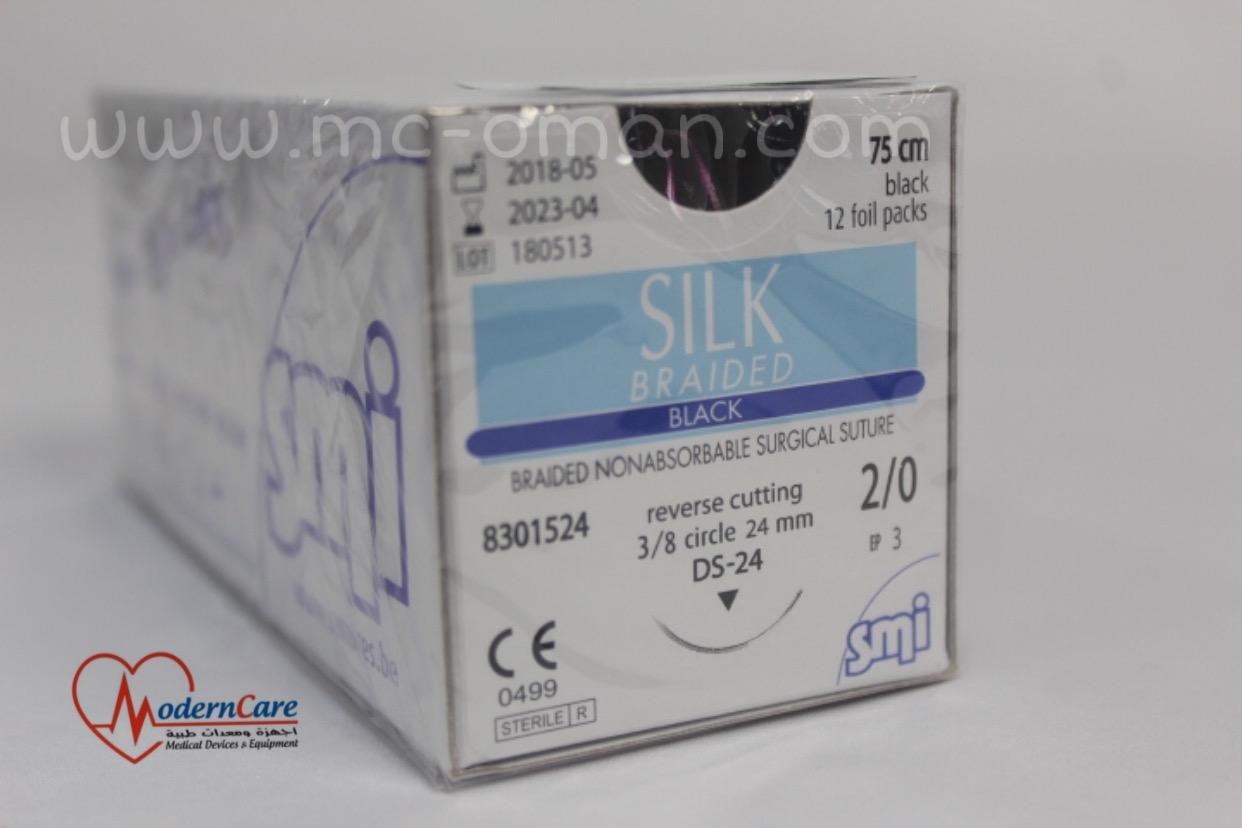 www.mc-oman.com
2018-05
2023-04
LOT 180513
75 cm
black
12 foil packs
SILK
BRAIDED
BLACK
BRAIDED NONABSORBABLE SURGICAL SUTURE
8301524
reverse cutting
3/8 circle 24 mm
DS-24
2/0
EP 3
CE
0499
STERILE R
smi
smi
ModernCare
اجهزة ومعدات طبية
Medical Devices & Equipment